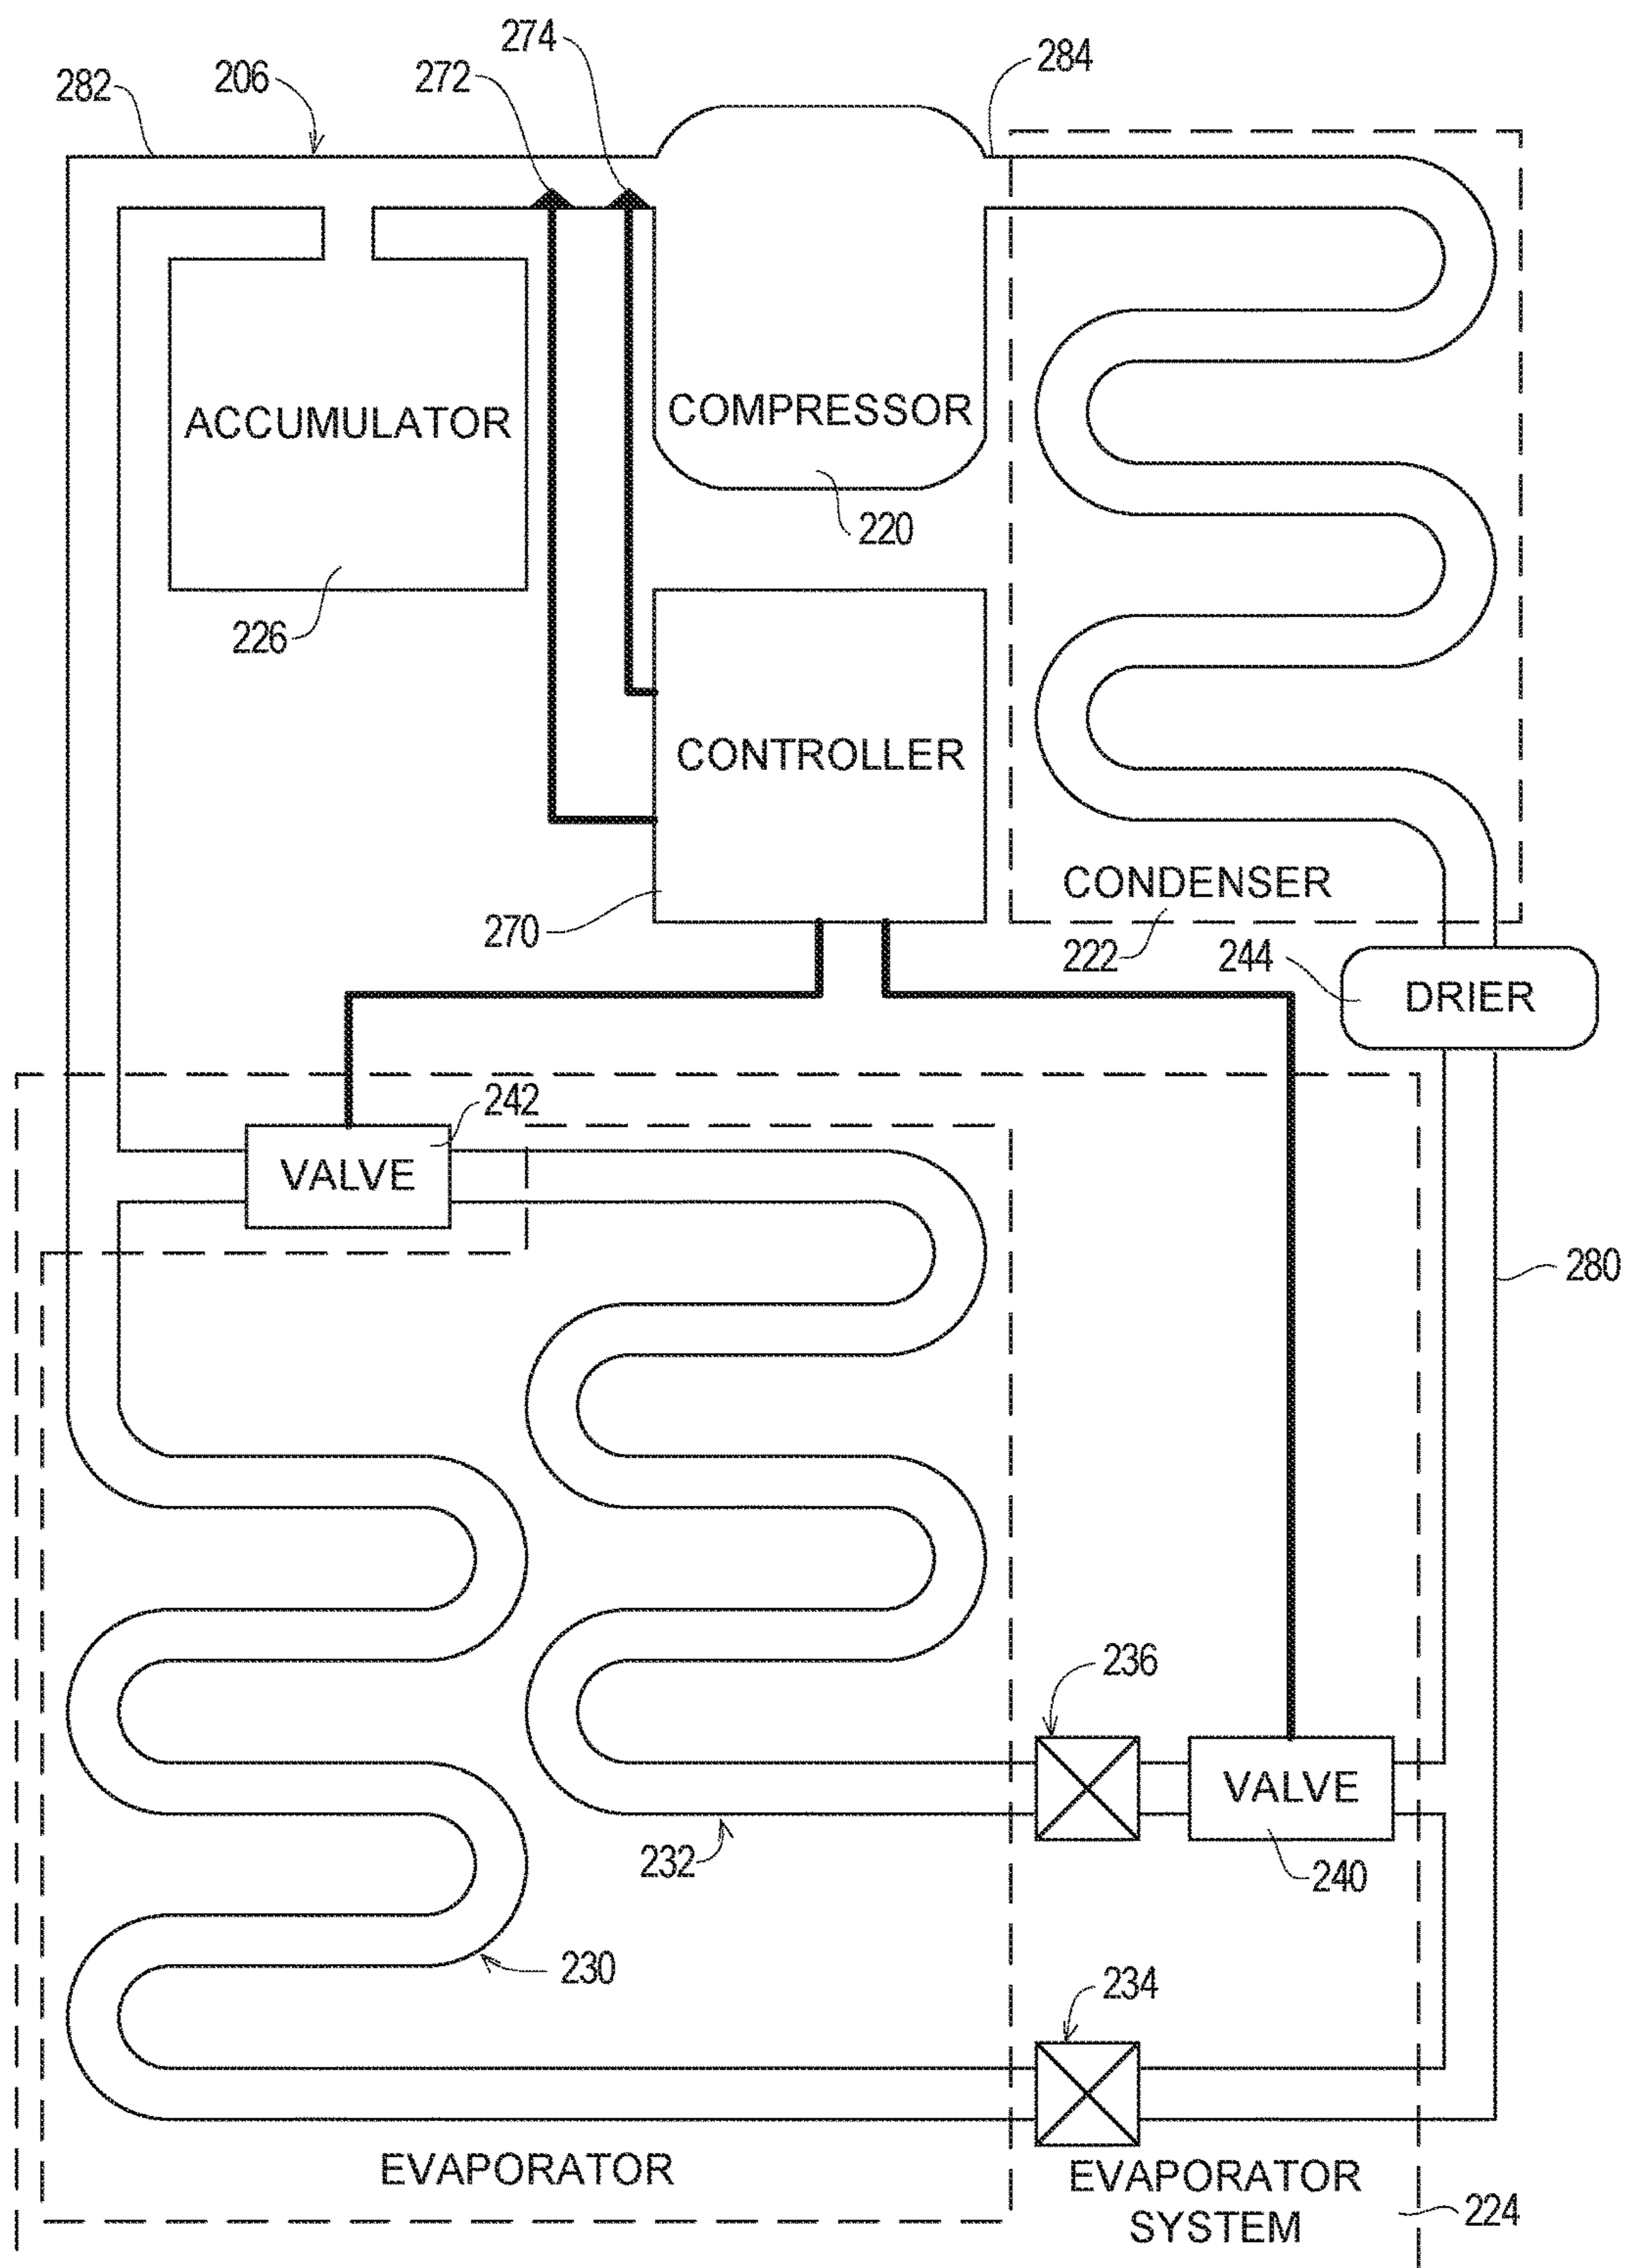 274
272
284
282
206
ACCUMULATOR
COMPRESSOR
220
226
CONTROLLER
CONDENSER
270
222
244
DRIER
242
VALVE
280
236
VALVE
232
240
230
234
EVAPORATOR
EVAPORATOR
SYSTEM
224